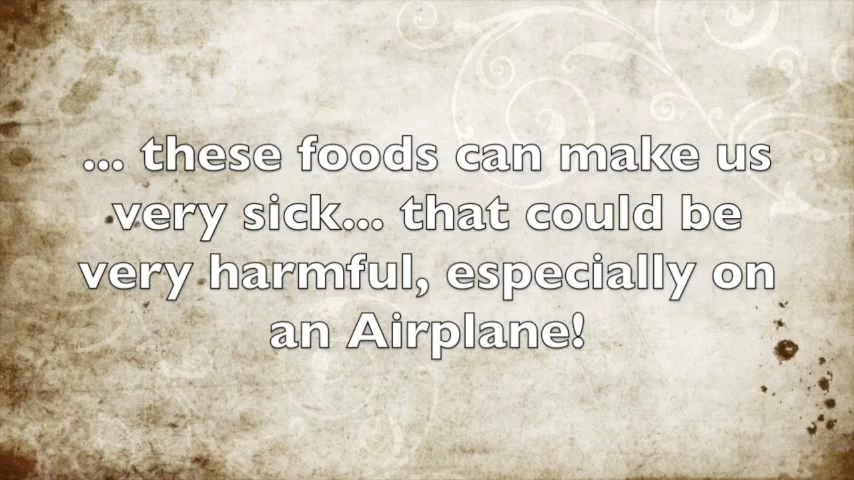 ... these foods can make us
very sick... that could be
very harmful, especially on
an Airplane!